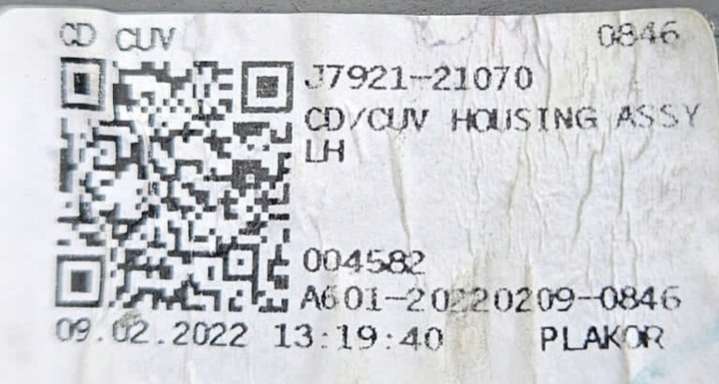 CD CUV 0846
J7921-21070
CD/CUV HOUSING ASSY
LH
004582
A601-20220209-0846
09.02.2022 13:19:40 PLAKOR